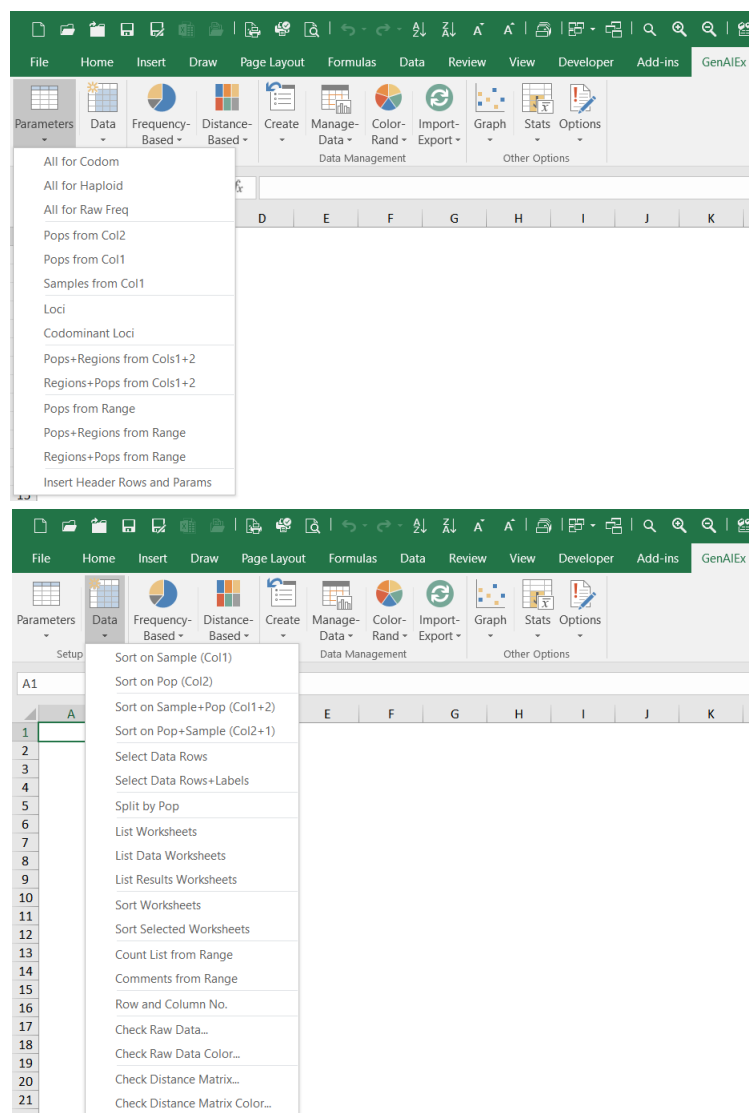 File Home Insert Draw Page Layout Formulas Data Review View Developer Add-ins GenAlEx
Parameters Data Frequency- Distance- Create Manage- Color- Import- Graph Stats Options
Based Based Data Rand Export
Data Management Other Options
All for Codom
All for Haploid
All for Raw Freq
Pops from Col2
Pops from Col1
Samples from Col1
Loci
Codominant Loci
Pops+Regions from Cols1+2
Regions+Pops from Cols1+2
Pops from Range
Pops+Regions from Range
Regions+Pops from Range
Insert Header Rows and Params
fx
D E F G H I J K
File Home Insert Draw Page Layout Formulas Data Review View Developer Add-ins GenAlEx
Parameters Data Frequency- Distance- Create Manage- Color- Import- Graph Stats Options
Based Based Data Rand Export
Setup Data Management Other Options
A1
A E F G H I J K
Sort on Sample (Col1)
Sort on Pop (Col2)
Sort on Sample+Pop (Col1+2)
Sort on Pop+Sample (Col2+1)
Select Data Rows
Select Data Rows+Labels
Split by Pop
List Worksheets
List Data Worksheets
List Results Worksheets
Sort Worksheets
Sort Selected Worksheets
Count List from Range
Comments from Range
Row and Column No.
Check Raw Data...
Check Raw Data Color...
Check Distance Matrix...
Check Distance Matrix Color...
1
2
3
4
5
6
7
8
9
10
11
12
13
14
15
16
17
18
19
20
21